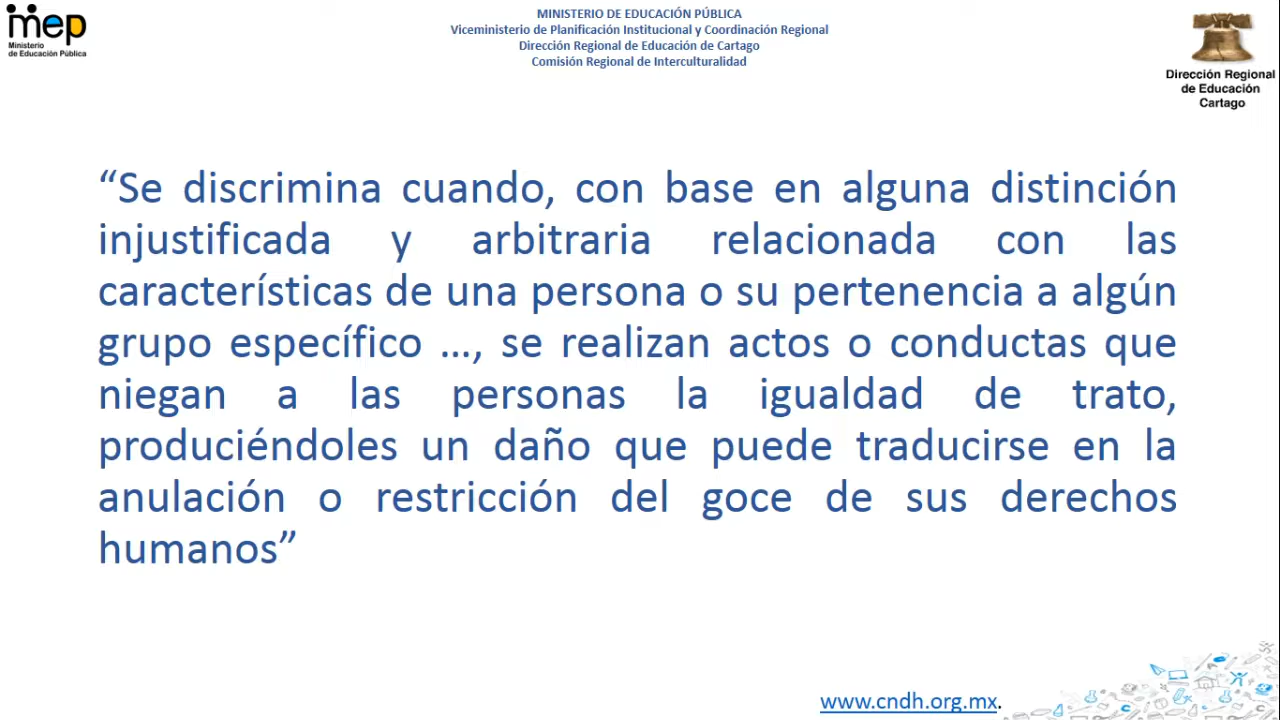 mep
Ministerio
de Educación Pública
MINISTERIO DE EDUCACIÓN PÚBLICA
Viceministerio de Planificación Institucional y Coordinación Regional
Dirección Regional de Educación de Cartago
Comisión Regional de Interculturalidad
Dirección Regional
de Educación
Cartago
“Se discrimina cuando, con base en alguna distinción
injustificada y arbitraria relacionada con las
características de una persona o su pertenencia a algún
grupo específico …, se realizan actos o conductas que
niegan a las personas la igualdad de trato,
produciéndoles un daño que puede traducirse en la
anulación o restricción del goce de sus derechos
humanos”
www.cndh.org.mx.